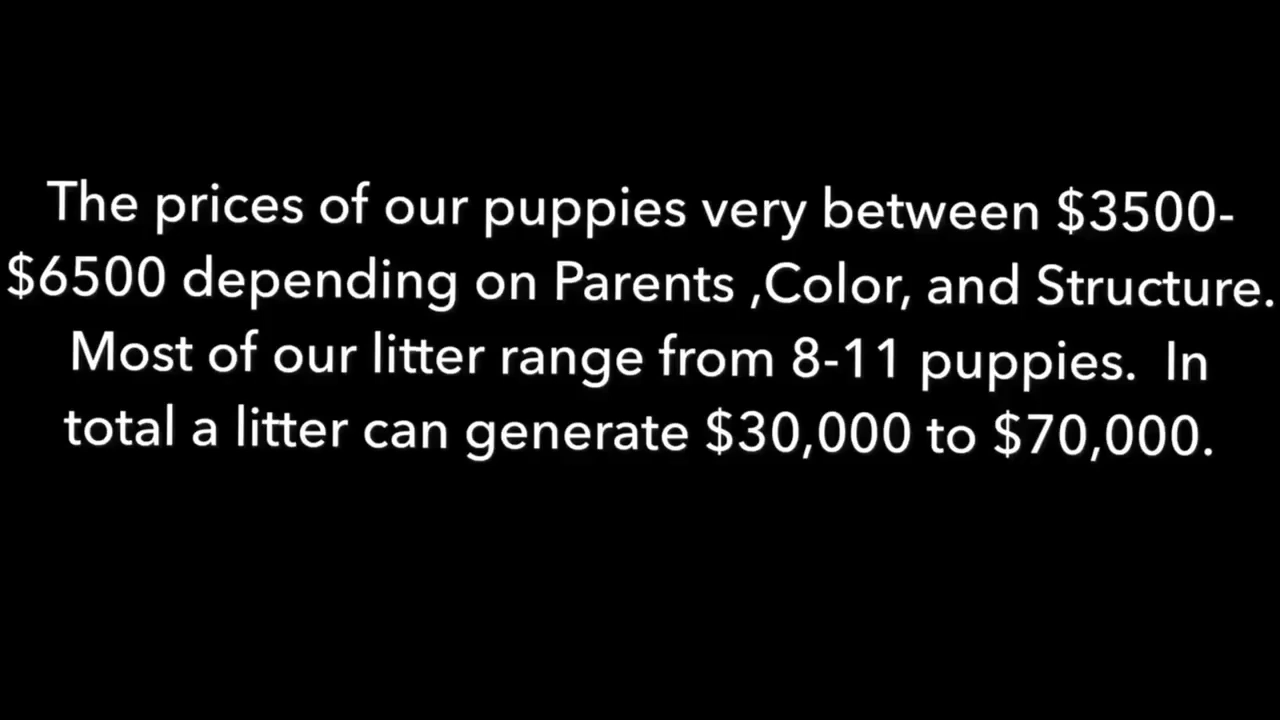 The prices of our puppies very between $3500-
$6500 depending on Parents ,Color, and Structure.
Most of our litter range from 8-11 puppies.  In
total a litter can generate $30,000 to $70,000.